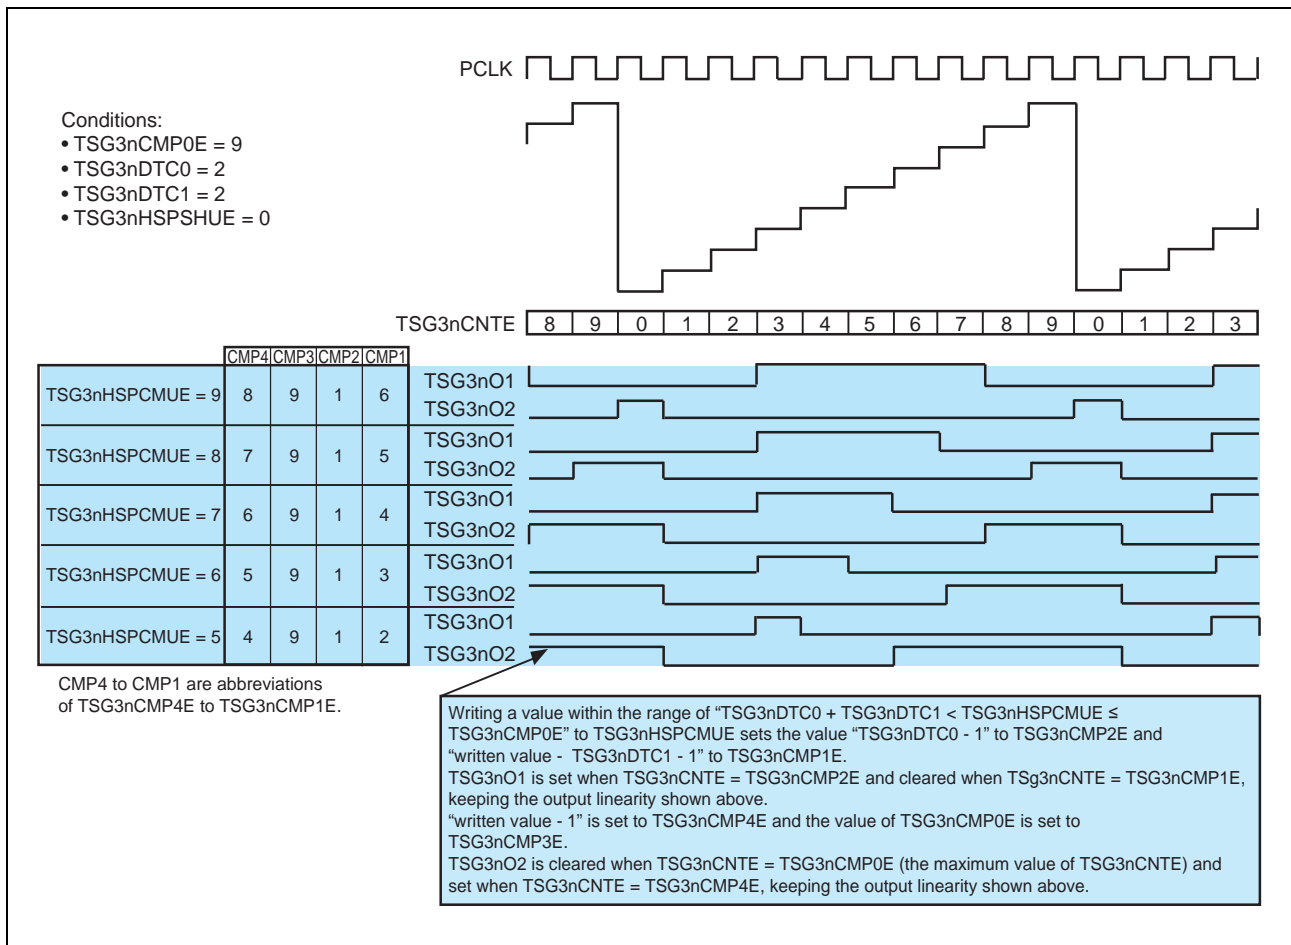 PCLK
Conditions:
• TSG3nCMP0E = 9
• TSG3nDTC0 = 2
• TSG3nDTC1 = 2
• TSG3nHSPSHUE = 0
TSG3nCNTE 8 9 0 1 2 3 4 5 6 7 8 9 0 1 2 3
CMP4 CMP3 CMP2 CMP1
TSG3nHSPCMUE = 9 8 9 1 6 TSG3nO1
TSG3nO2
TSG3nHSPCMUE = 8 7 9 1 5 TSG3nO1
TSG3nO2
TSG3nHSPCMUE = 7 6 9 1 4 TSG3nO1
TSG3nO2
TSG3nHSPCMUE = 6 5 9 1 3 TSG3nO1
TSG3nO2
TSG3nHSPCMUE = 5 4 9 1 2 TSG3nO1
TSG3nO2
CMP4 to CMP1 are abbreviations
of TSG3nCMP4E to TSG3nCMP1E.
Writing a value within the range of “TSG3nDTC0 + TSG3nDTC1 < TSG3nHSPCMUE ≤
TSG3nCMP0E” to TSG3nHSPCMUE sets the value “TSG3nDTC0 - 1” to TSG3nCMP2E and
“written value - TSG3nDTC1 - 1” to TSG3nCMP1E.
TSG3nO1 is set when TSG3nCNTE = TSG3nCMP2E and cleared when TSg3nCNTE = TSG3nCMP1E,
keeping the output linearity shown above.
“written value - 1” is set to TSG3nCMP4E and the value of TSG3nCMP0E is set to
TSG3nCMP3E.
TSG3nO2 is cleared when TSG3nCNTE = TSG3nCMP0E (the maximum value of TSG3nCNTE) and
set when TSG3nCNTE = TSG3nCMP4E, keeping the output linearity shown above.